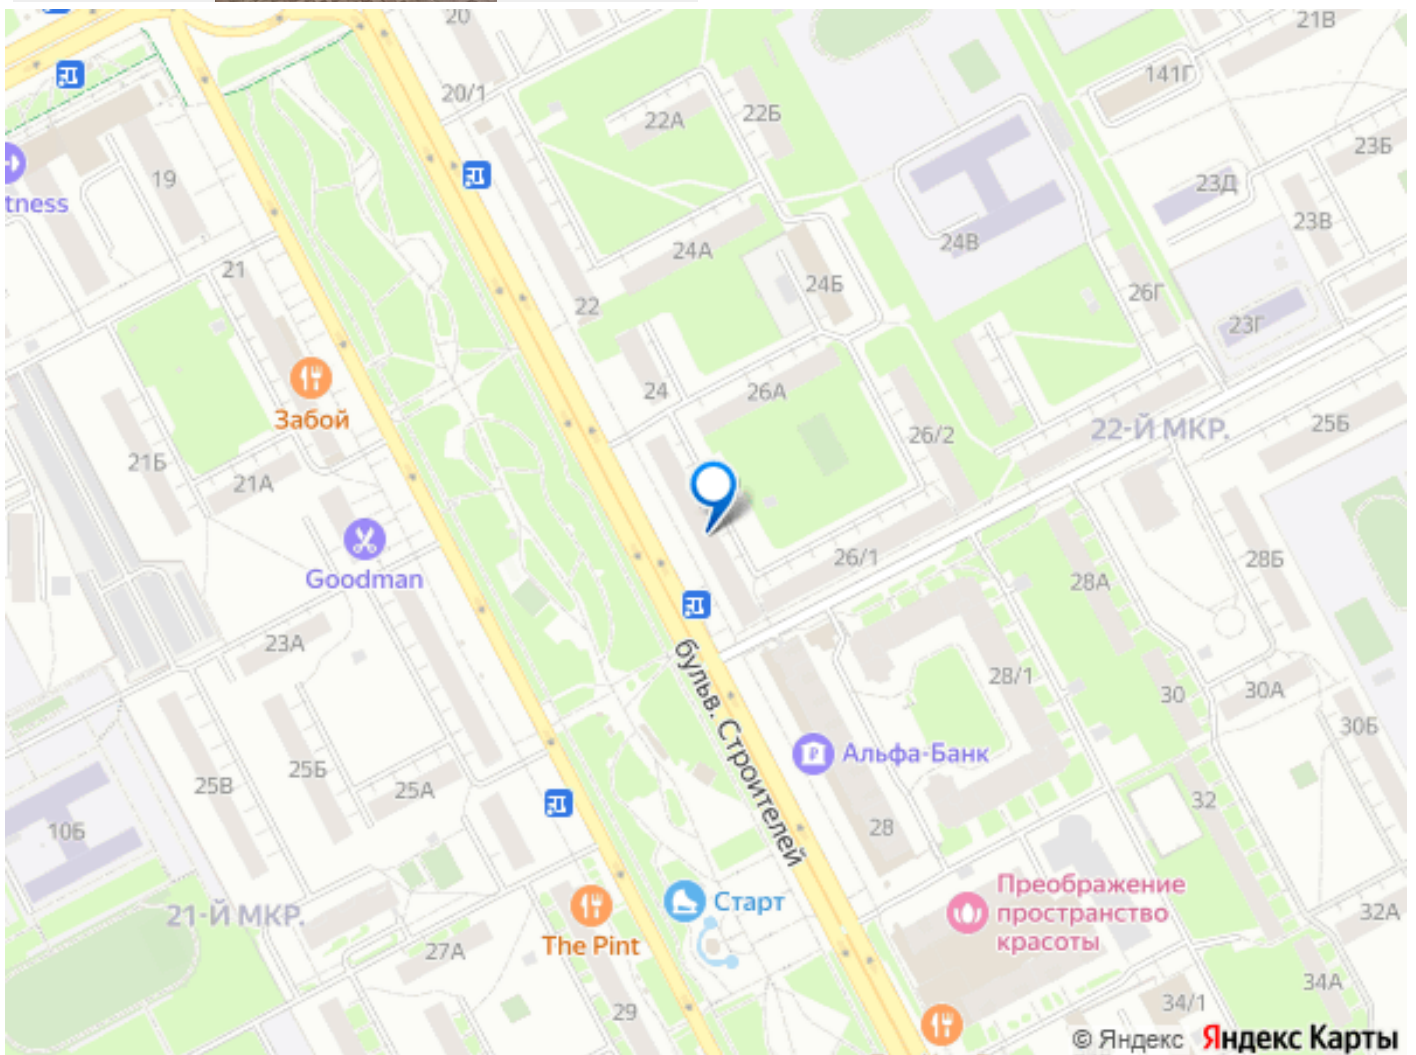 20
21В
141Г
20/1
22А
22Б
23Б
19
23Д
tness
23В
24В
24А
21
24Б
26Г
22
23Г
24
26А
Забой
25Б
22-Й МКР.
26/2
21Б
21А
Goodman
26/1
28Б
28А
23А
28/1
30
30А
30Б
бульв. Строителей
Альфа-Банк
25Б
25В
25А
32
28
10Б
Преображение
пространство
красоты
Старт
32А
21-Й МКР.
The Pint
27А
34А
34/1
29
© Яндекс Яндекс Карты